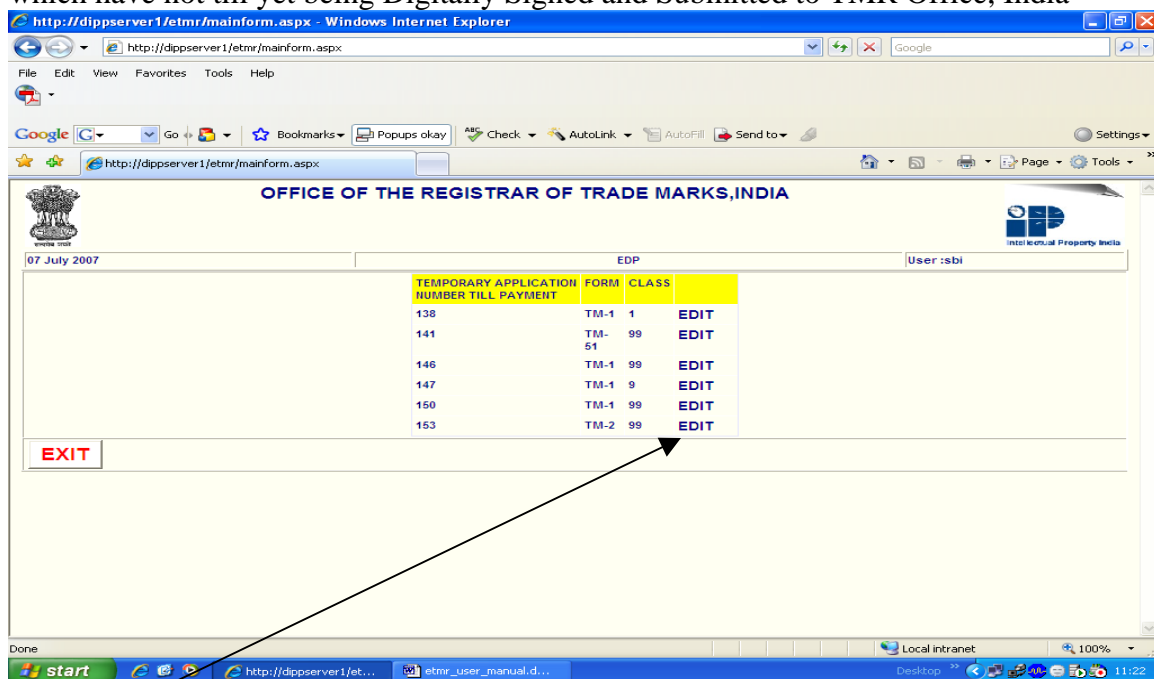 which have not till yet being Digitally Signed and Submitted to TMR Office, India
http://dippserver1/etmr/mainform.aspx - Windows Internet Explorer
http://dippserver1/etmr/mainform.aspx
Google
File Edit View Favorites Tools Help
Google G Go Bookmarks Popups okay ABC Check AutoLink AutoFill Send to Settings
http://dippserver1/etmr/mainform.aspx Page Tools »
OFFICE OF THE REGISTRAR OF TRADE MARKS,INDIA
सत्यमेव जयते
Intellectual Property India
07 July 2007 EDP User :sbi
TEMPORARY APPLICATION FORM CLASS
NUMBER TILL PAYMENT
138 TM-1 1 EDIT
141 TM- 99 EDIT
51
146 TM-1 99 EDIT
147 TM-1 9 EDIT
150 TM-1 99 EDIT
153 TM-2 99 EDIT
EXIT
Done Local intranet 100%
start http://dippserver1/et... etmr_user_manual.d... Desktop » 11:22